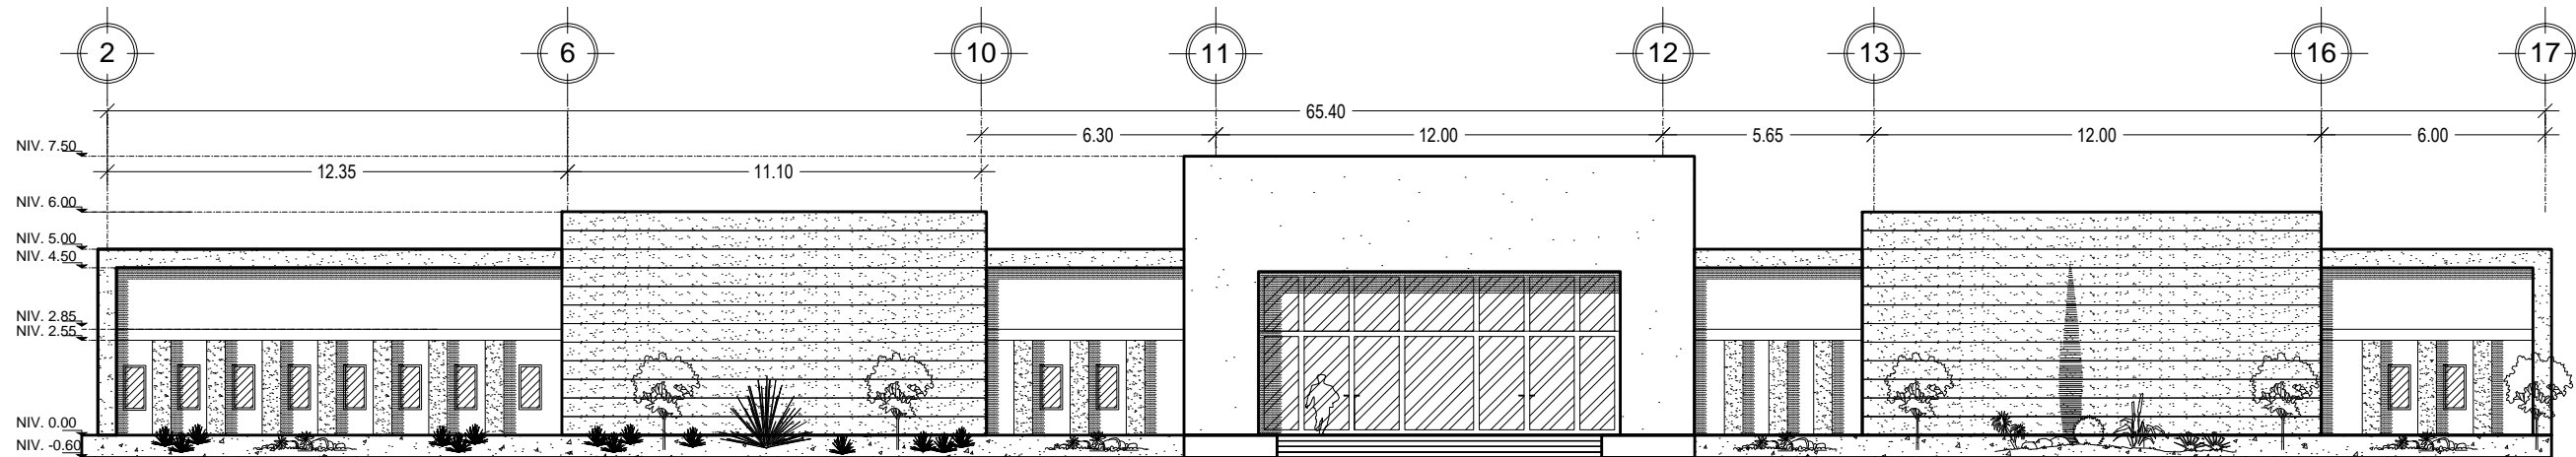 2 6 10 11 12 13 16 17
65.40
6.30 12.00 5.65 12.00 6.00
NIV. 7.50
12.35 11.10
NIV. 6.00
NIV. 5.00
NIV. 4.50
NIV. 2.85
NIV. 2.55
NIV. 0.00
NIV. -0.60